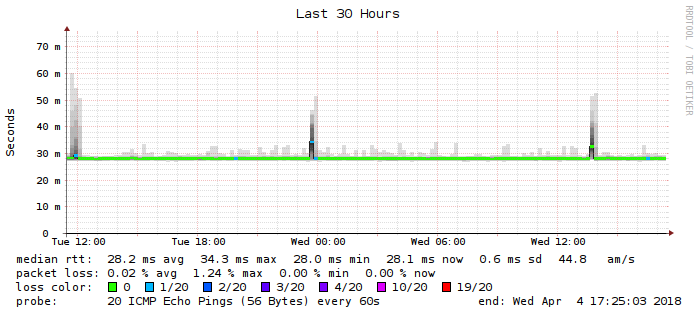 Last 30 Hours
RRDTOOL / TOBI OETIKER
Seconds
70 m
60 m
50 m
40 m
30 m
20 m
10 m
0
Tue 12:00 Tue 18:00 Wed 00:00 Wed 06:00 Wed 12:00
median rtt: 28.2 ms avg 34.3 ms max 28.0 ms min 28.1 ms now 0.6 ms sd 44.8 am/s
packet loss: 0.02 % avg 1.24 % max 0.00 % min 0.00 % now
loss color: 0 1/20 2/20 3/20 4/20 10/20 19/20
probe: 20 ICMP Echo Pings (56 Bytes) every 60s end: Wed Apr 4 17:25:03 2018